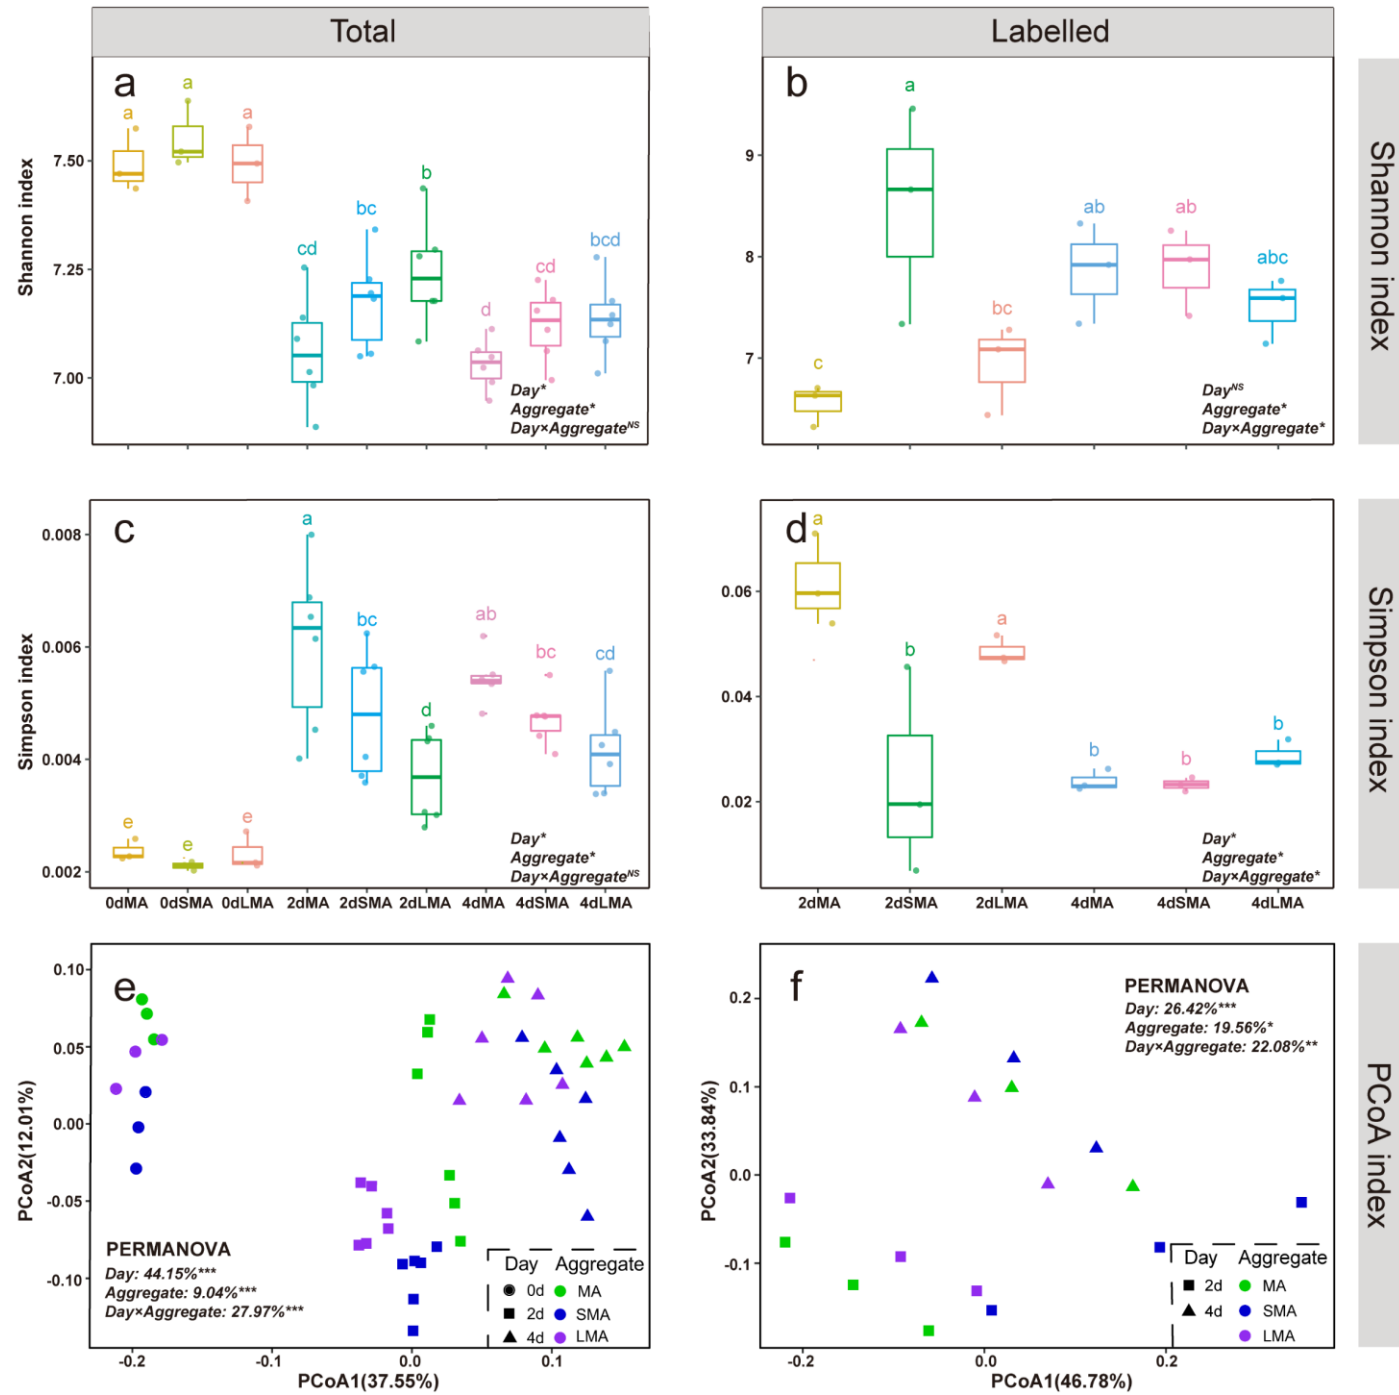 Total
Labelled
a
a
a
a
cd
bc
b
d
cd
bcd
7.50
7.25
7.00
Shannon index
Day*
Aggregate*
Day×AggregateNS
b
c
a
bc
ab
ab
abc
9
8
7
DayNS
Aggregate*
Day×Aggregate*
Shannon index
c
e
e
e
a
bc
d
ab
bc
cd
0.008
0.006
0.004
0.002
Simpson index
Day*
Aggregate*
Day×AggregateNS
0dMA 0dSMA 0dLMA 2dMA 2dSMA 2dLMA 4dMA 4dSMA 4dLMA
d
a
b
a
b
b
b
0.06
0.04
0.02
Day*
Aggregate*
Day×Aggregate*
2dMA 2dSMA 2dLMA 4dMA 4dSMA 4dLMA
Simpson index
e
0.10
0.05
0.00
-0.05
-0.10
PCoA2(12.01%)
PERMANOVA
Day: 44.15%***
Aggregate: 9.04%***
Day×Aggregate: 27.97%***
Day Aggregate
0d MA
2d SMA
4d LMA
-0.2 -0.1 0.0 0.1
PCoA1(37.55%)
f
0.2
0.1
0.0
-0.1
PCoA2(33.84%)
PERMANOVA
Day: 26.42%***
Aggregate: 19.56%*
Day×Aggregate: 22.08%**
Day Aggregate
2d MA
4d SMA
LMA
-0.2 0.0 0.2
PCoA1(46.78%)
PCoA index